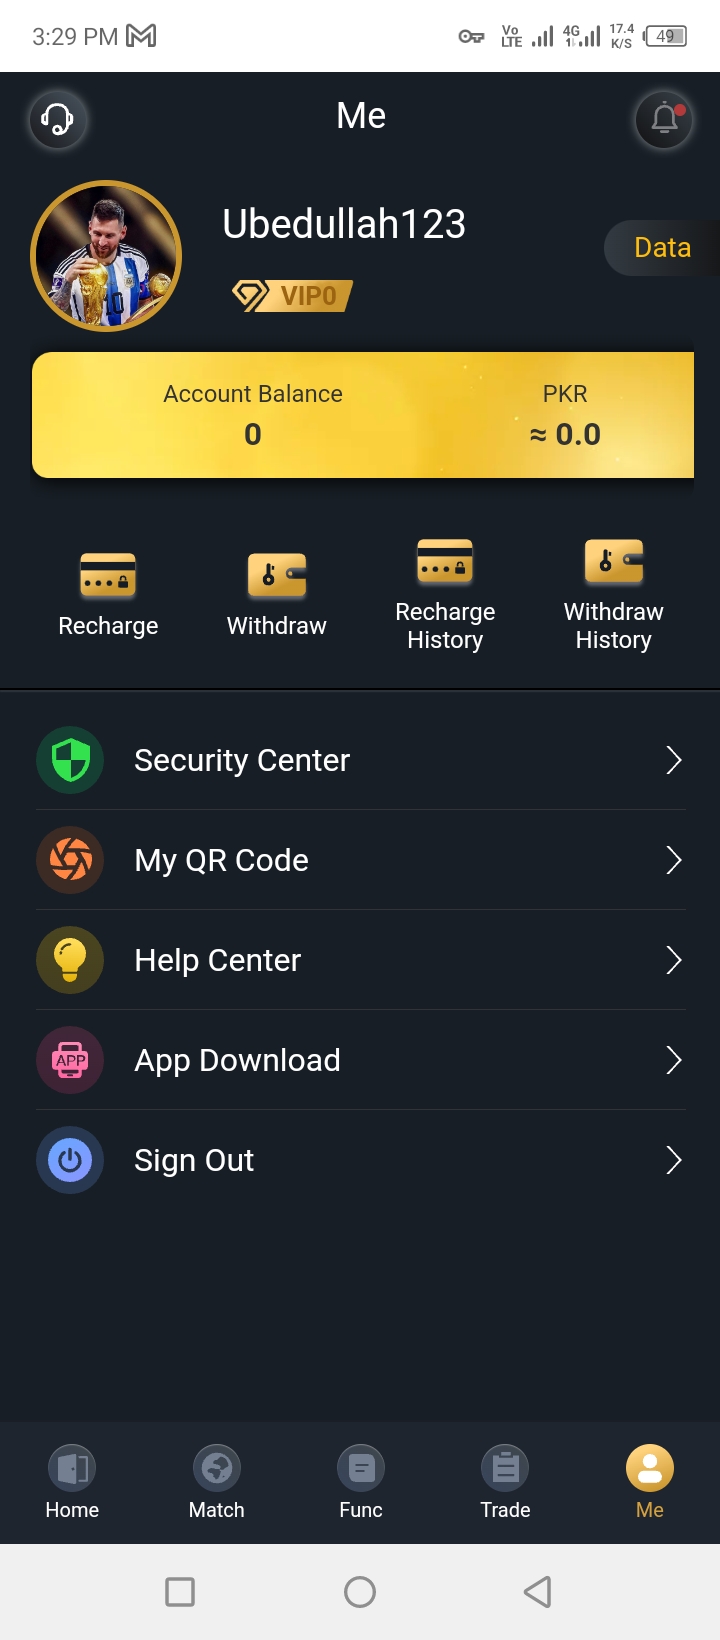 3:29 PM
Vo LTE 4G 17.4 K/S 49
Me
Ubedullah123
Data
VIP0
Account Balance PKR
0 ≈ 0.0
Recharge Withdraw Recharge History Withdraw History
Security Center
My QR Code
Help Center
APP App Download
Sign Out
Home Match Func Trade Me